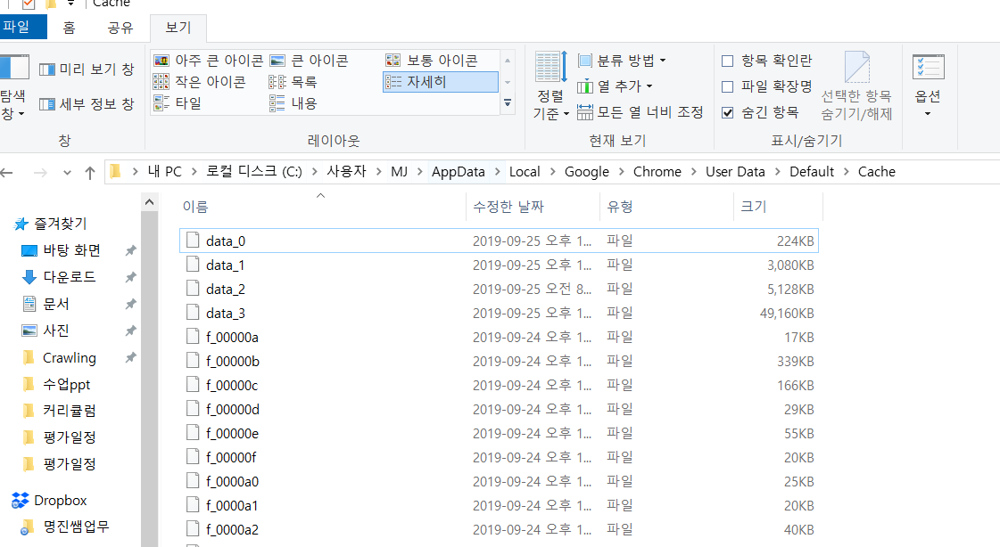 Cache
파일 홈 공유 보기
미리 보기 창
세부 정보 창
탐색
창
창
아주 큰 아이콘 큰 아이콘 보통 아이콘
작은 아이콘 목록 자세히
타일 내용
레이아웃
정렬
기준
분류 방법
열 추가
모든 열 너비 조정
현재 보기
항목 확인란
파일 확장명
숨긴 항목
선택한 항목
숨기기/해제
표시/숨기기
옵션
내 PC > 로컬 디스크 (C:) > 사용자 > MJ > AppData > Local > Google > Chrome > User Data > Default > Cache
즐겨찾기
바탕 화면
다운로드
문서
사진
Crawling
수업ppt
커리큘럼
평가일정
평가일정
Dropbox
명진쌤업무
이름 수정한 날짜 유형 크기
data_0 2019-09-25 오후 1... 파일 224KB
data_1 2019-09-25 오후 1... 파일 3,080KB
data_2 2019-09-25 오전 8... 파일 5,128KB
data_3 2019-09-25 오후 1... 파일 49,160KB
f_00000a 2019-09-24 오후 1... 파일 17KB
f_00000b 2019-09-24 오후 1... 파일 339KB
f_00000c 2019-09-24 오후 1... 파일 166KB
f_00000d 2019-09-24 오후 1... 파일 29KB
f_00000e 2019-09-24 오후 1... 파일 55KB
f_00000f 2019-09-24 오후 1... 파일 20KB
f_0000a0 2019-09-24 오후 1... 파일 25KB
f_0000a1 2019-09-24 오후 1... 파일 20KB
f_0000a2 2019-09-24 오후 1... 파일 40KB